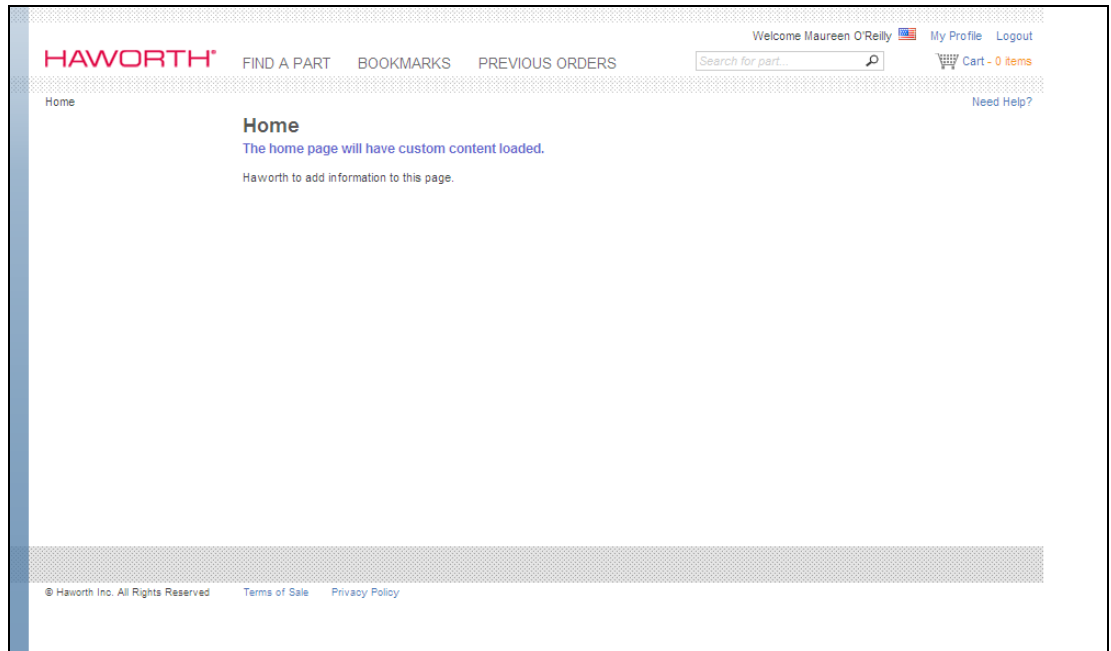 Welcome Maureen O'Reilly My Profile Logout
HAWORTH® FIND A PART BOOKMARKS PREVIOUS ORDERS Search for part... Cart - 0 items
Home Need Help?
Home
The home page will have custom content loaded.
Haworth to add information to this page.
© Haworth Inc. All Rights Reserved Terms of Sale Privacy Policy